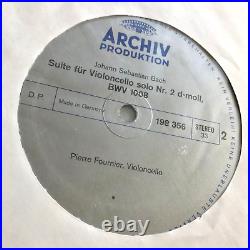 ARCHIV
PRODUKTION
Johann Sebastian Bach
Suite für Violoncello solo Nr. 2 d-moll,
BWV 1008
D.P.
Made in Germany
198 356
STEREO
33
2
Pierre Fournier, Violoncello